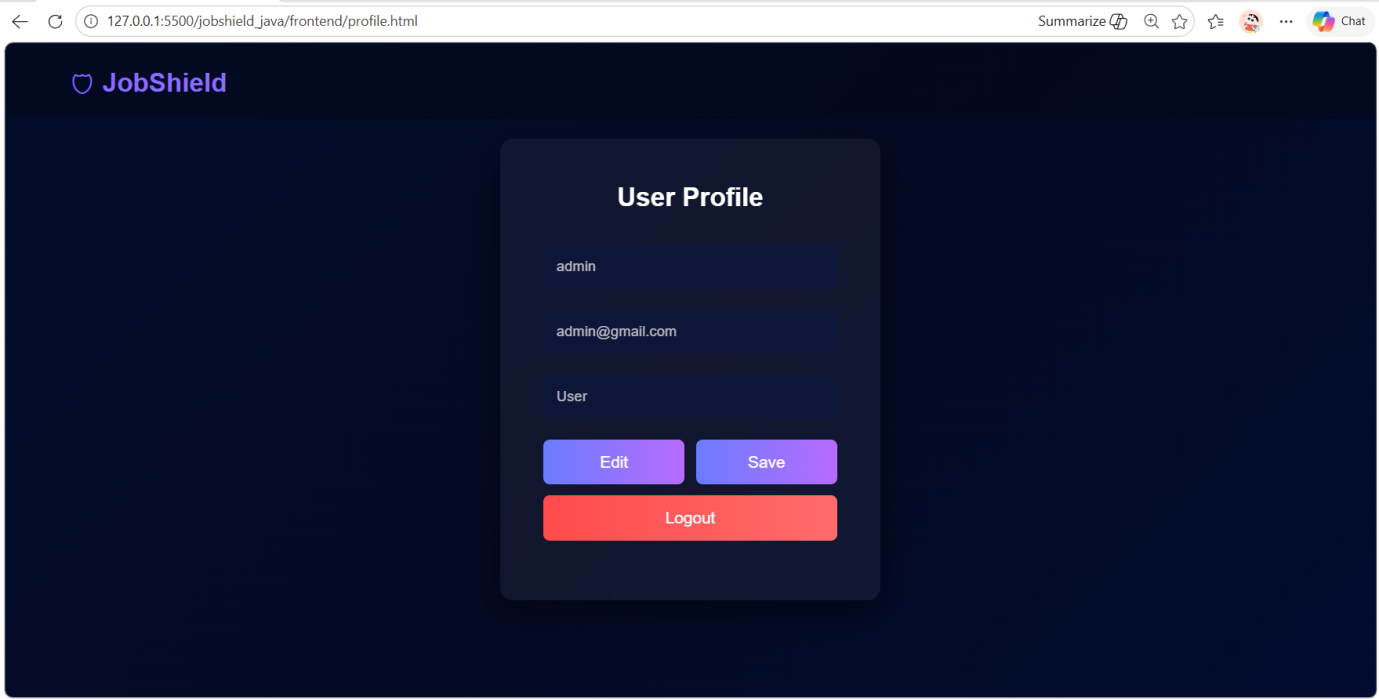 127.0.0.1:5500/jobshield_java/frontend/profile.html Summarize Chat
JobShield
User Profile
admin
admin@gmail.com
User
Edit Save
Logout